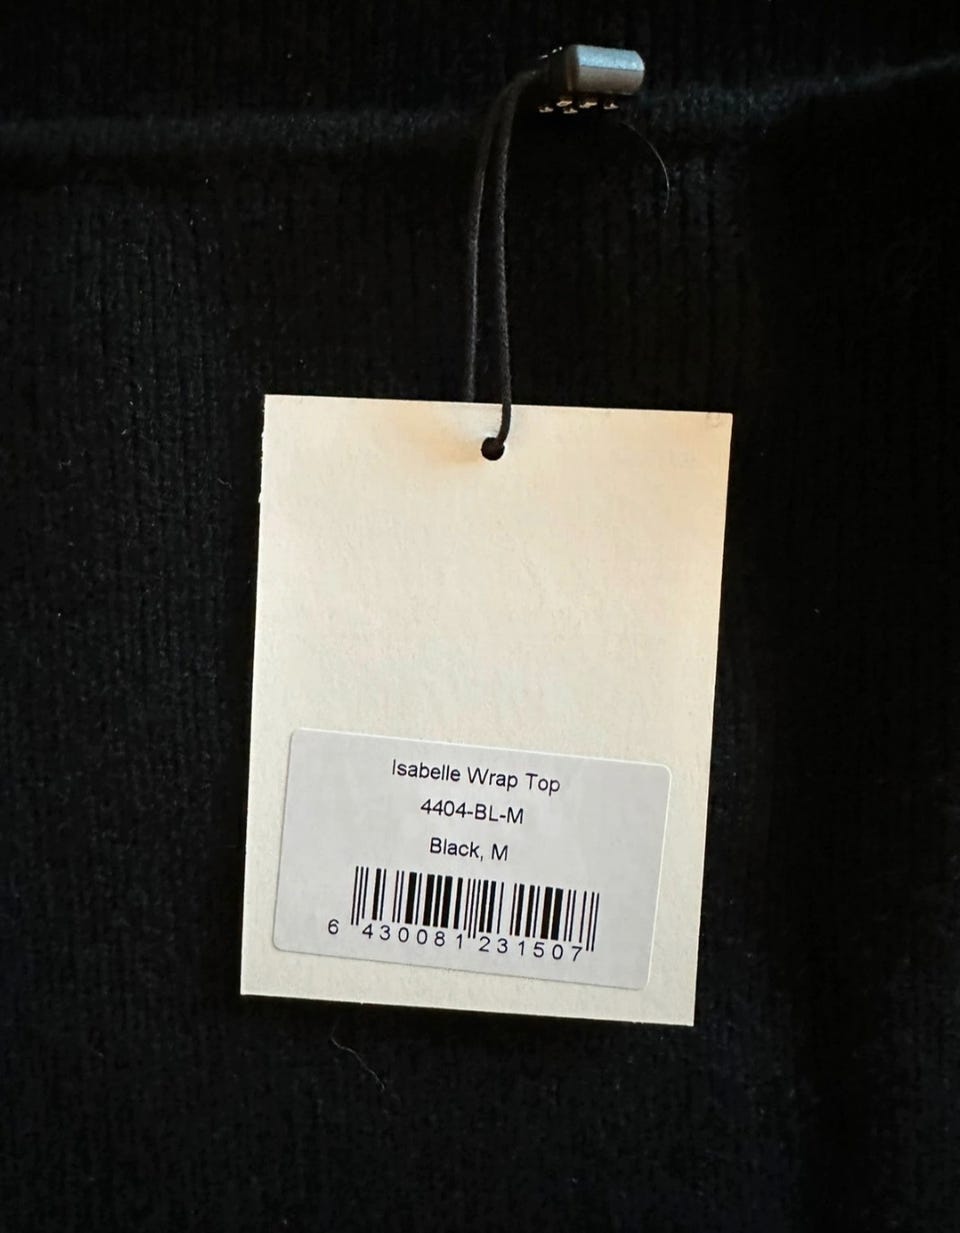 Isabelle Wrap Top
4404-BL-M
Black, M
6 430081 231507